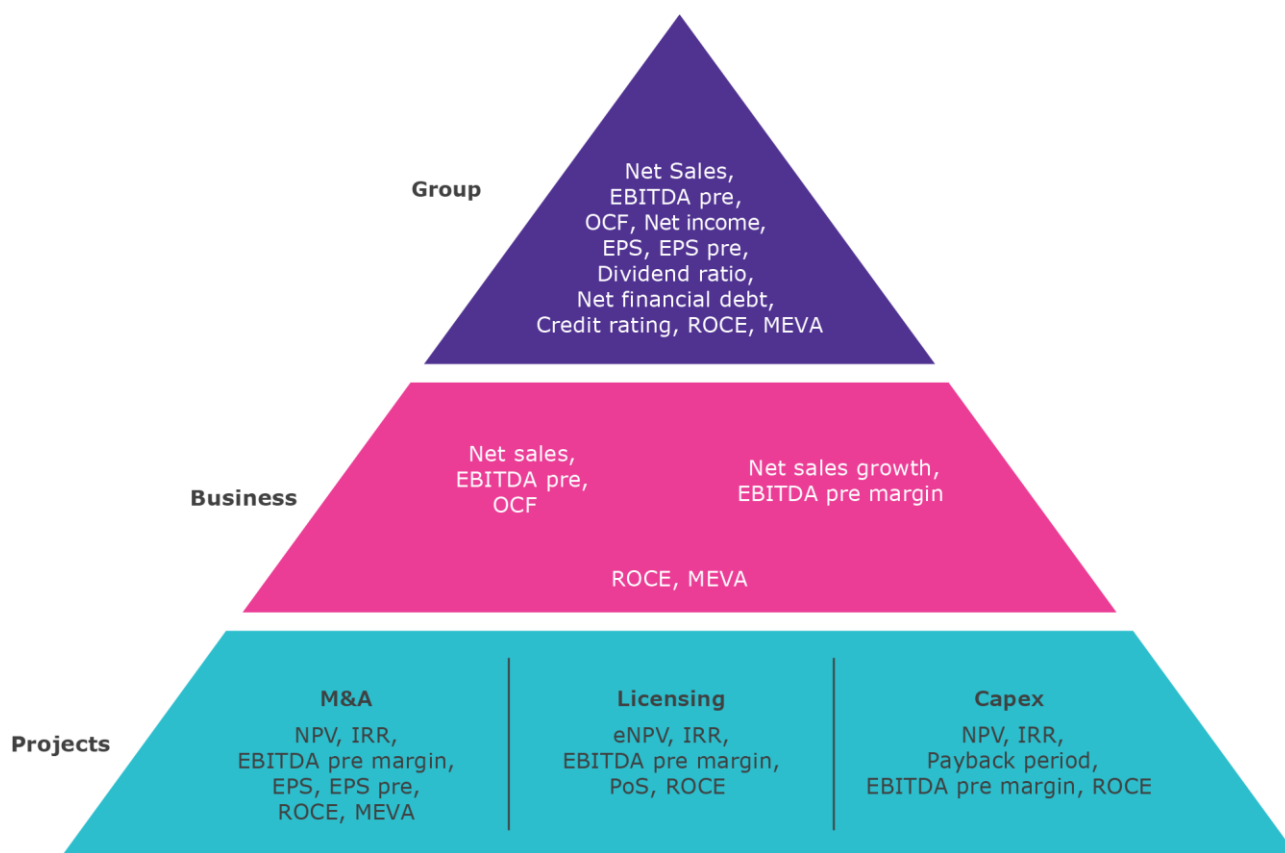 Group
Net Sales,
EBITDA pre,
OCF, Net income,
EPS, EPS pre,
Dividend ratio,
Net financial debt,
Credit rating, ROCE, MEVA
Business
Net sales,
EBITDA pre,
OCF
Net sales growth,
EBITDA pre margin
ROCE, MEVA
Projects
M&A
NPV, IRR,
EBITDA pre margin,
EPS, EPS pre,
ROCE, MEVA
Licensing
eNPV, IRR,
EBITDA pre margin,
PoS, ROCE
Capex
NPV, IRR,
Payback period,
EBITDA pre margin, ROCE